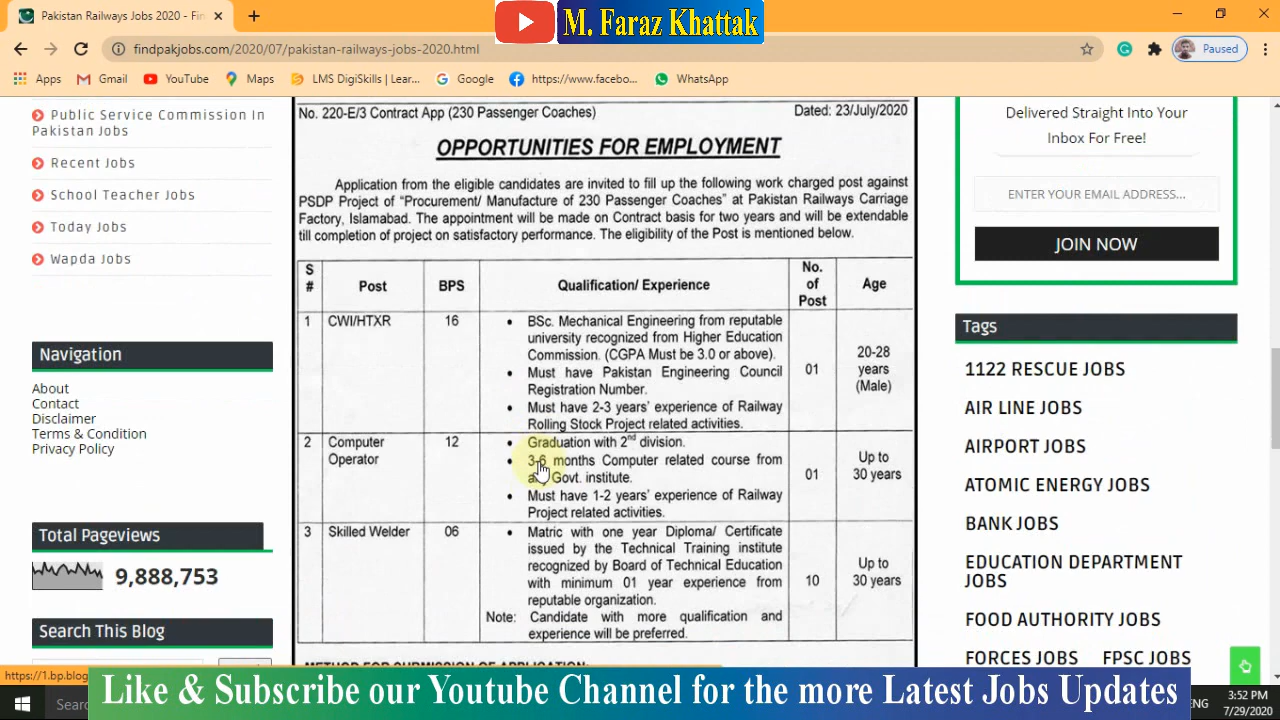 Pakistan Railways Jobs 2020 - Fin
M. Faraz Khattak
findpakjobs.com/2020/07/pakistan-railways-jobs-2020.html
Paused
Apps
Gmail
YouTube
Maps
LMS DigiSkills | Lear...
Google
https://www.facebo...
WhatsApp
Public Service Commission In
Pakistan Jobs
Recent Jobs
School Teacher Jobs
Today Jobs
Wapda Jobs
Navigation
About
Contact
Disclaimer
Terms & Condition
Privacy Policy
Total Pageviews
9,888,753
Search This Blog
No. 220-E/3 Contract App (230 Passenger Coaches) Dated: 23/July/2020
OPPORTUNITIES FOR EMPLOYMENT
Application from the eligible candidates are invited to fill up the following work charged post against
PSDP Project of "Procurement/ Manufacture of 230 Passenger Coaches" at Pakistan Railways Carriage
Factory, Islamabad. The appointment will be made on Contract basis for two years and will be extendable
till completion of project on satisfactory performance. The eligibility of the Post is mentioned below.
S # Post BPS Qualification/ Experience No. of Post Age
1 CWI/HTXR 16
• BSc. Mechanical Engineering from reputable
university recognized from Higher Education
Commission. (CGPA Must be 3.0 or above).
• Must have Pakistan Engineering Council
Registration Number.
• Must have 2-3 years' experience of Railway
Rolling Stock Project related activities.
01
20-28
years
(Male)
2 Computer
Operator
12
• Graduation with 2nd division.
• 3-6 months Computer related course from
any Govt. institute.
• Must have 1-2 years' experience of Railway
Project related activities.
01
Up to
30 years
3 Skilled Welder 06
• Matric with one year Diploma/ Certificate
issued by the Technical Training institute
recognized by Board of Technical Education
with minimum 01 year experience from
reputable organization.
Note: Candidate with more qualification and
experience will be preferred.
10
Up to
30 years
METHOD FOR SUBMISSION OF APPLICATION:
Delivered Straight Into Your
Inbox For Free!
ENTER YOUR EMAIL ADDRESS...
JOIN NOW
Tags
1122 RESCUE JOBS
AIR LINE JOBS
AIRPORT JOBS
ATOMIC ENERGY JOBS
BANK JOBS
EDUCATION DEPARTMENT
JOBS
FOOD AUTHORITY JOBS
FORCES JOBS FPSC JOBS
https://1.bp.blog
Like & Subscribe our Youtube Channel for the more Latest Jobs Updates
Sear
ENG
3:52 PM
7/29/2020